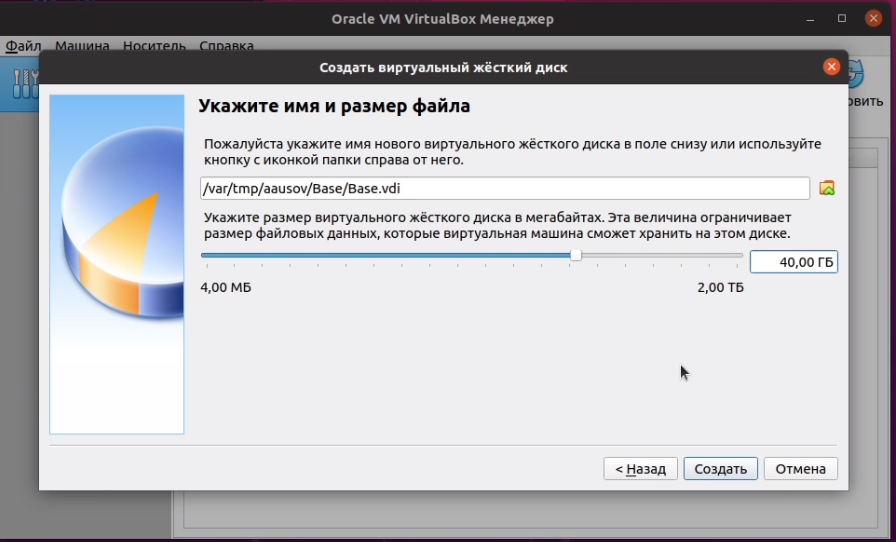 Oracle VM VirtualBox Менеджер
Файл Машина Носитель Справка
Создать виртуальный жёсткий диск
овить
Укажите имя и размер файла
Пожалуйста укажите имя нового виртуального жёсткого диска в поле снизу или используйте
кнопку с иконкой папки справа от него.
/var/tmp/aausov/Base/Base.vdi
Укажите размер виртуального жёсткого диска в мегабайтах. Эта величина ограничивает
размер файловых данных, которые виртуальная машина сможет хранить на этом диске.
40,00 ГБ
4,00 МБ 2,00 ТБ
< Назад Создать Отмена